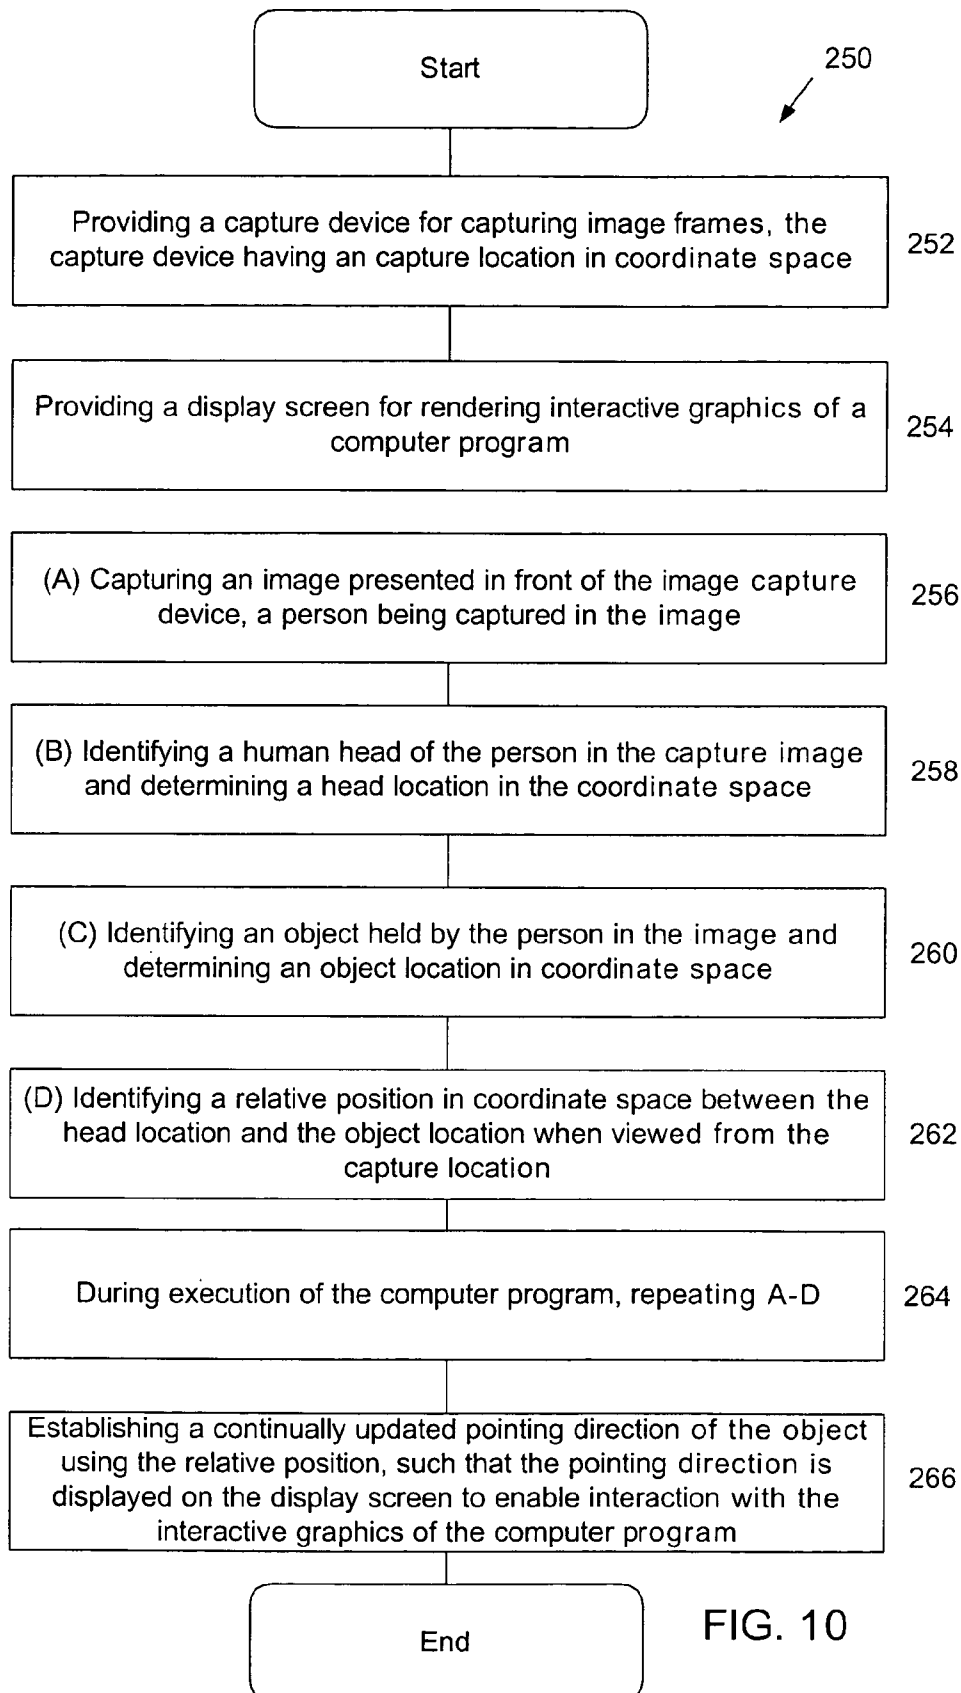 Start
250
Providing a capture device for capturing image frames, the
capture device having an capture location in coordinate space
252
Providing a display screen for rendering interactive graphics of a
computer program
254
(A) Capturing an image presented in front of the image capture
device, a person being captured in the image
256
(B) Identifying a human head of the person in the capture image
and determining a head location in the coordinate space
258
(C) Identifying an object held by the person in the image and
determining an object location in coordinate space
260
(D) Identifying a relative position in coordinate space between the
head location and the object location when viewed from the
capture location
262
During execution of the computer program, repeating A-D
264
Establishing a continually updated pointing direction of the object
using the relative position, such that the pointing direction is
displayed on the display screen to enable interaction with the
interactive graphics of the computer program
266
End
FIG. 10